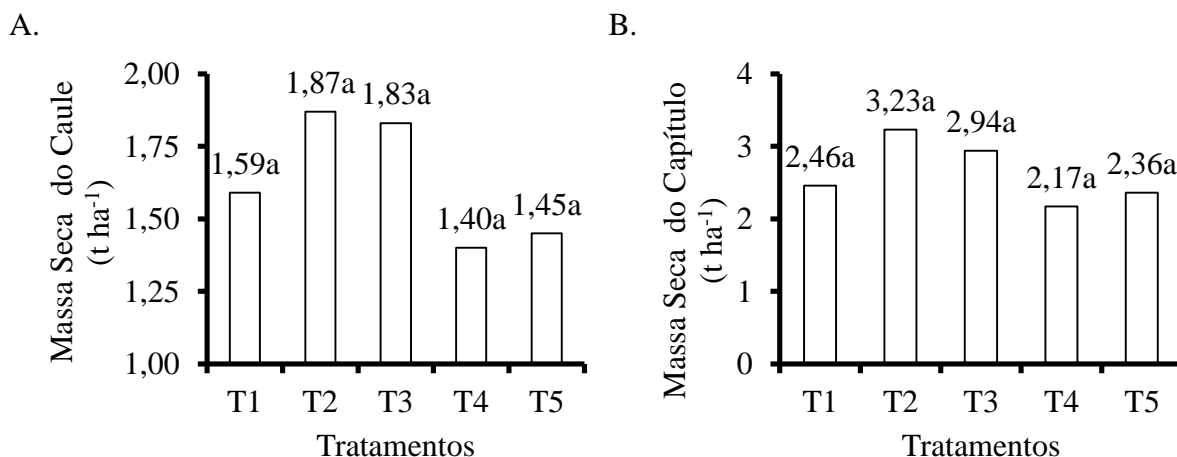 A.
Massa Seca do Caule
(t ha-1)
2,00
1,75
1,50
1,25
1,00
1,59a
1,87a
1,83a
1,40a
1,45a
T1 T2 T3 T4 T5
Tratamentos
B.
Massa Seca do Capítulo
(t ha-1)
4
3
2
1
0
2,46a
3,23a
2,94a
2,17a
2,36a
T1 T2 T3 T4 T5
Tratamentos